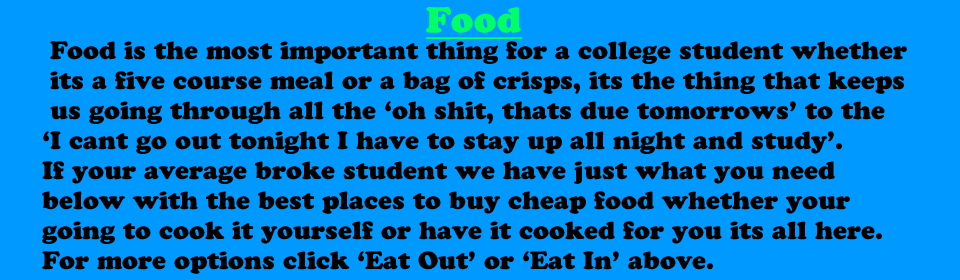 Food
Food is the most important thing for a college student whether
its a five course meal or a bag of crisps, its the thing that keeps
us going through all the ‘oh shit, thats due tomorrows’ to the
‘I cant go out tonight I have to stay up all night and study’.
If your average broke student we have just what you need
below with the best places to buy cheap food whether your
going to cook it yourself or have it cooked for you its all here.
For more options click ‘Eat Out’ or ‘Eat In’ above.